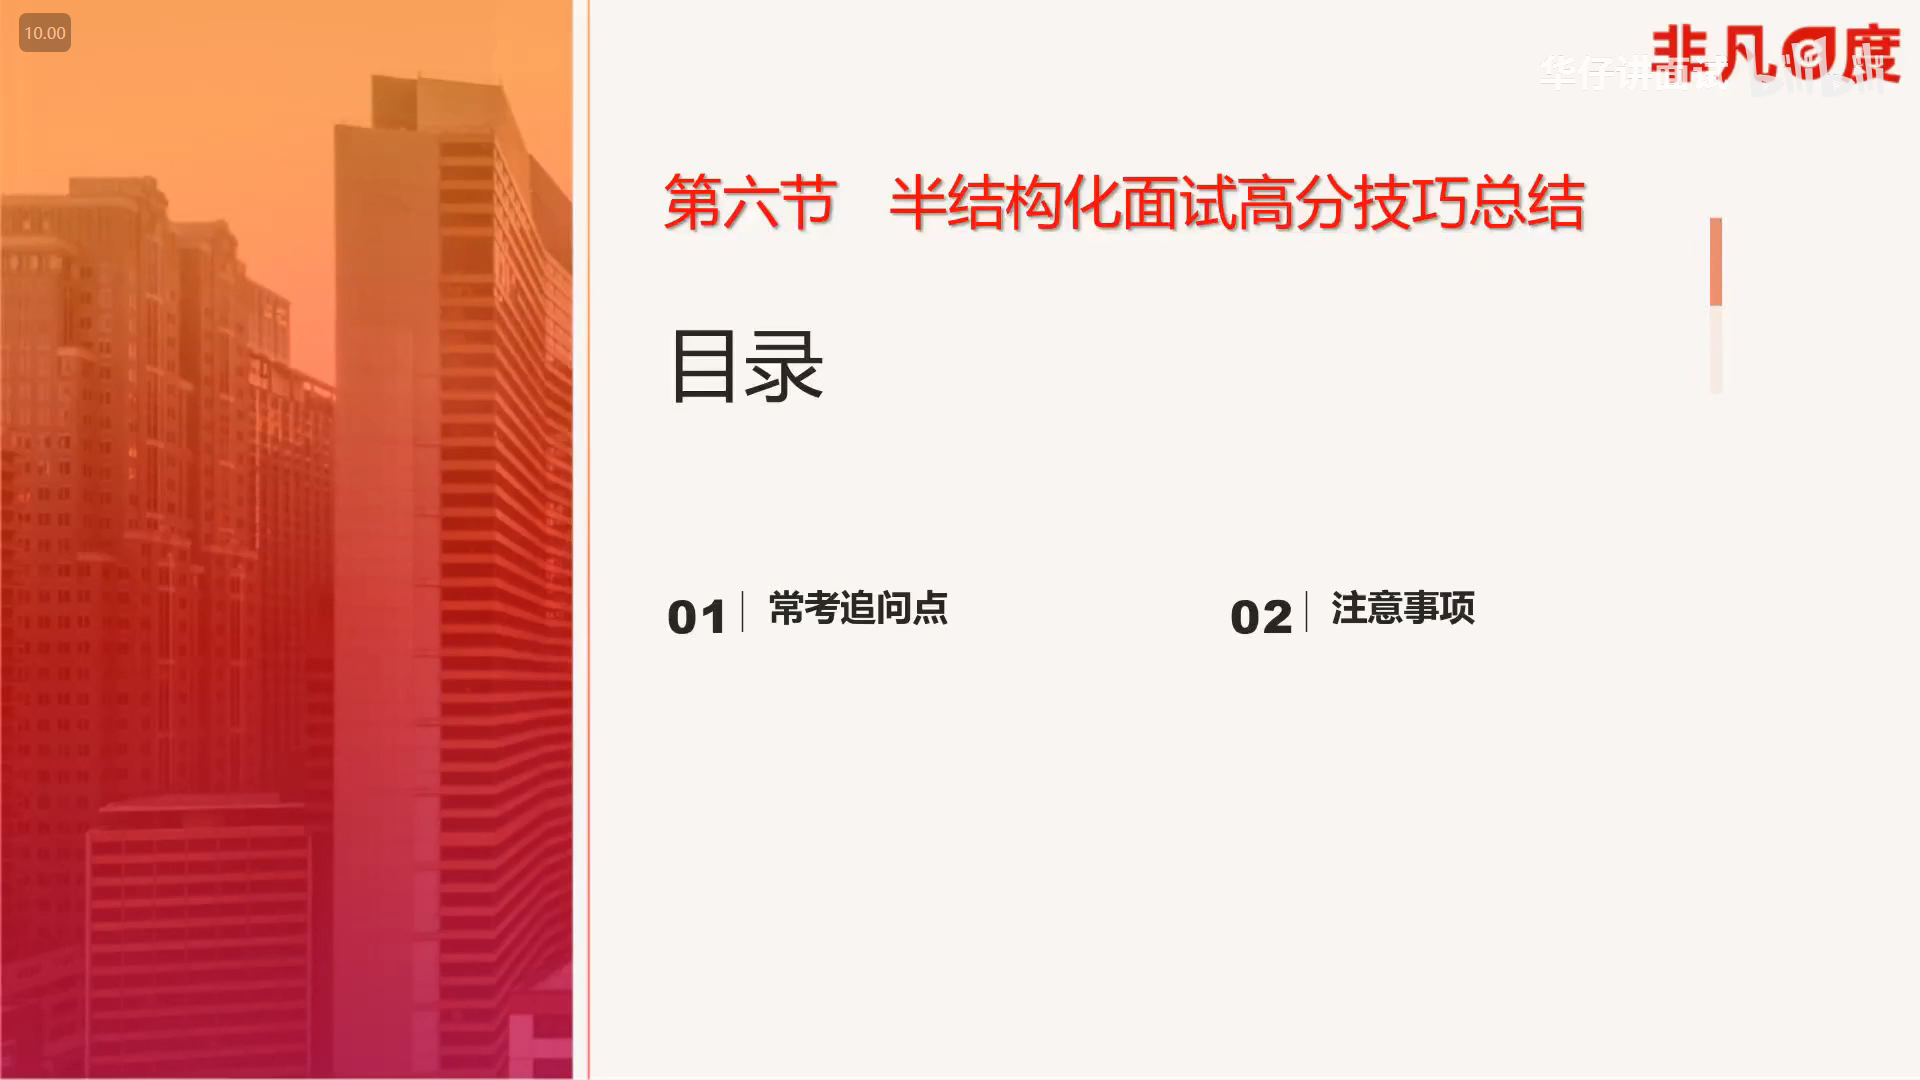 10.00
非凡度
华仔讲面试 bilibili
第六节 半结构化面试高分技巧总结
目录
01 常考追问点
02 注意事项